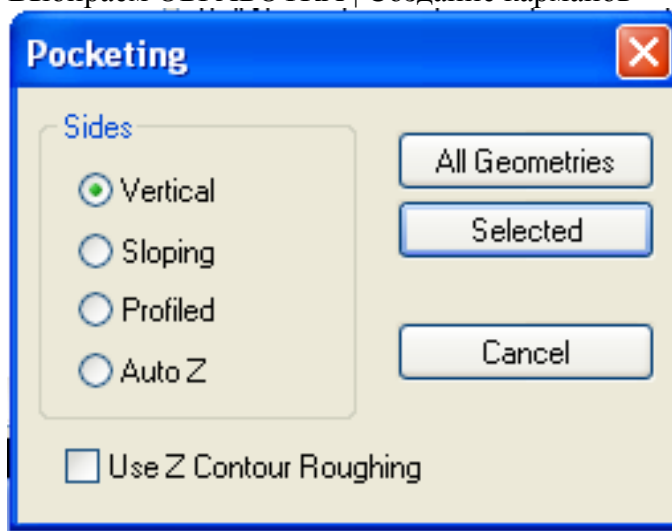 Pocketing
Sides
Vertical
Sloping
Profiled
Auto Z
All Geometries
Selected
Cancel
Use Z Contour Roughing